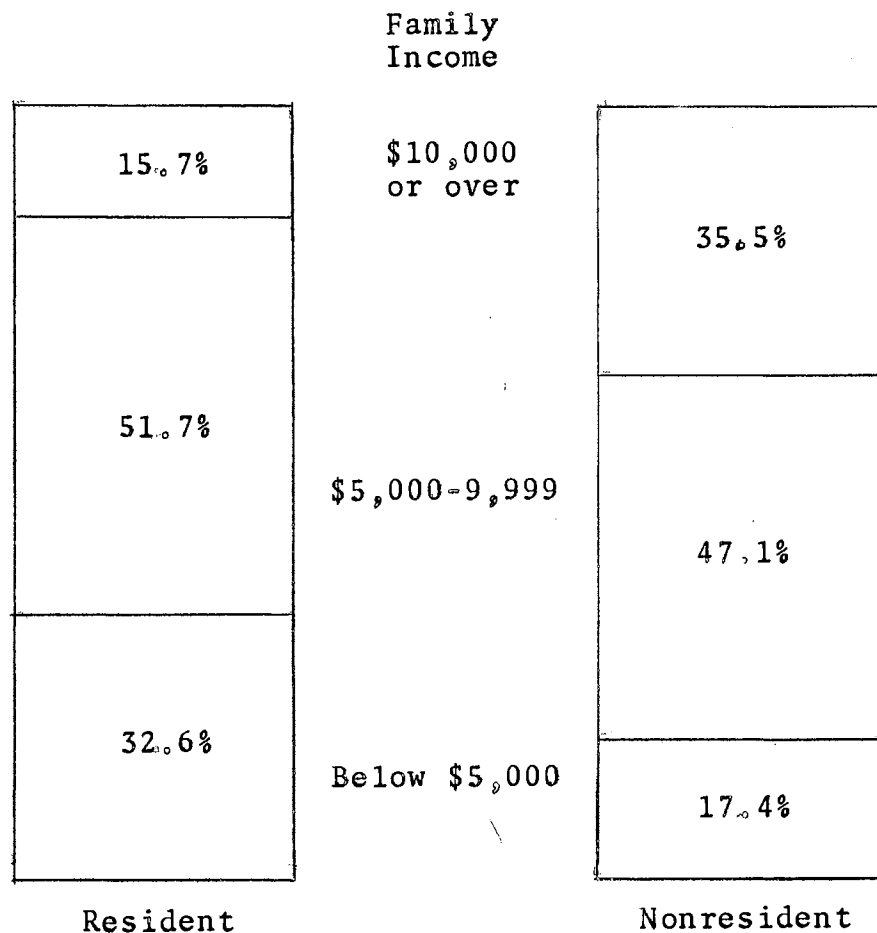 Family
Income
15.7%
$10,000
or over
35.5%
51.7%
$5,000-9,999
47.1%
32.6%
Below $5,000
17.4%
Resident
Nonresident